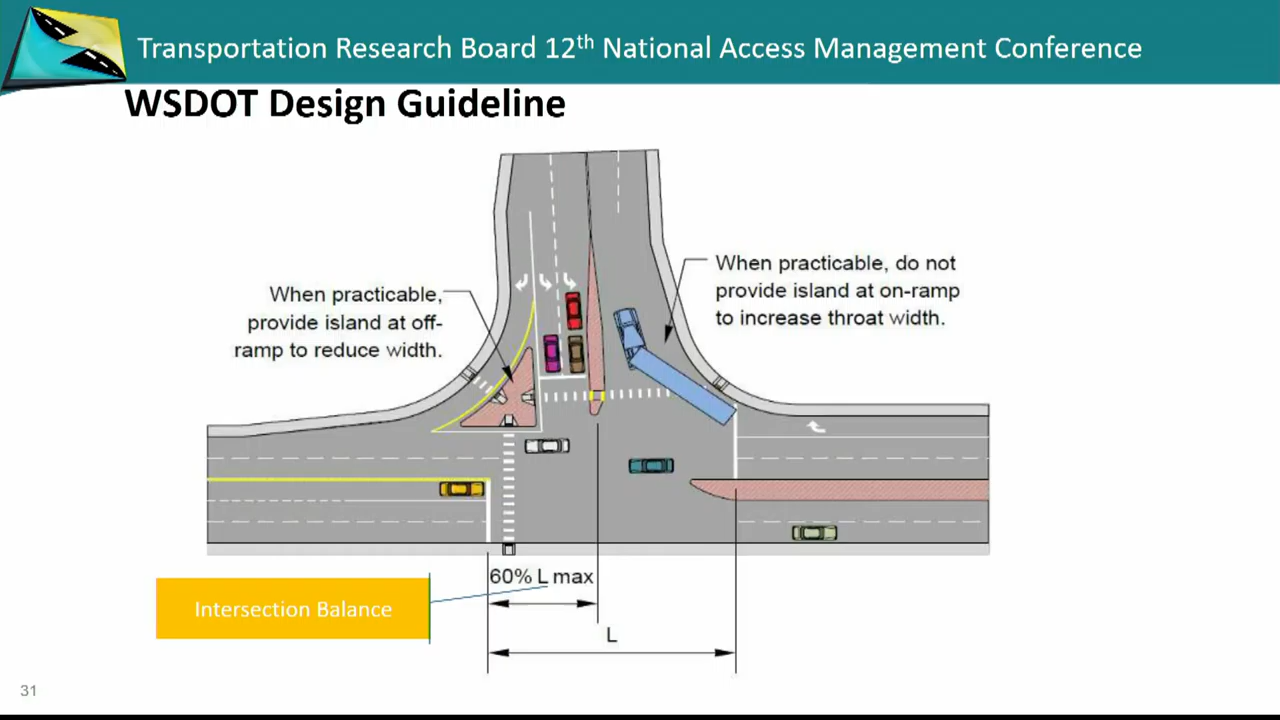 Transportation Research Board 12th National Access Management Conference
WSDOT Design Guideline
When practicable,
provide island at off-
ramp to reduce width.
When practicable, do not
provide island at on-ramp
to increase throat width.
60% L max
Intersection Balance
L
31